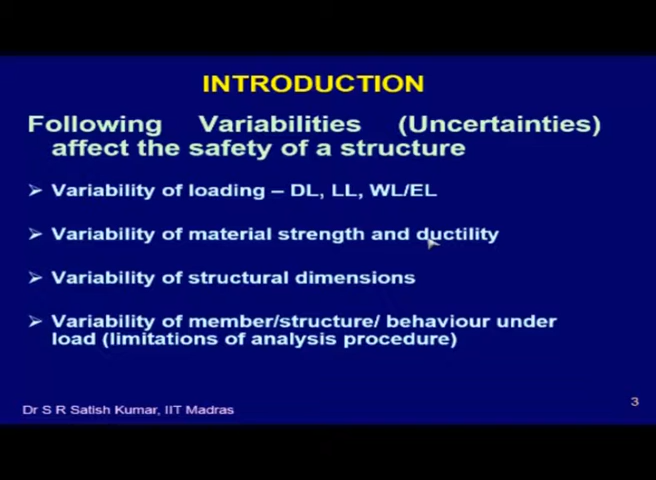 INTRODUCTION
Following Variabilities (Uncertainties)
affect the safety of a structure
➢ Variability of loading – DL, LL, WL/EL
➢ Variability of material strength and ductility
➢ Variability of structural dimensions
➢ Variability of member/structure/ behaviour under
load (limitations of analysis procedure)
3
Dr S R Satish Kumar, IIT Madras